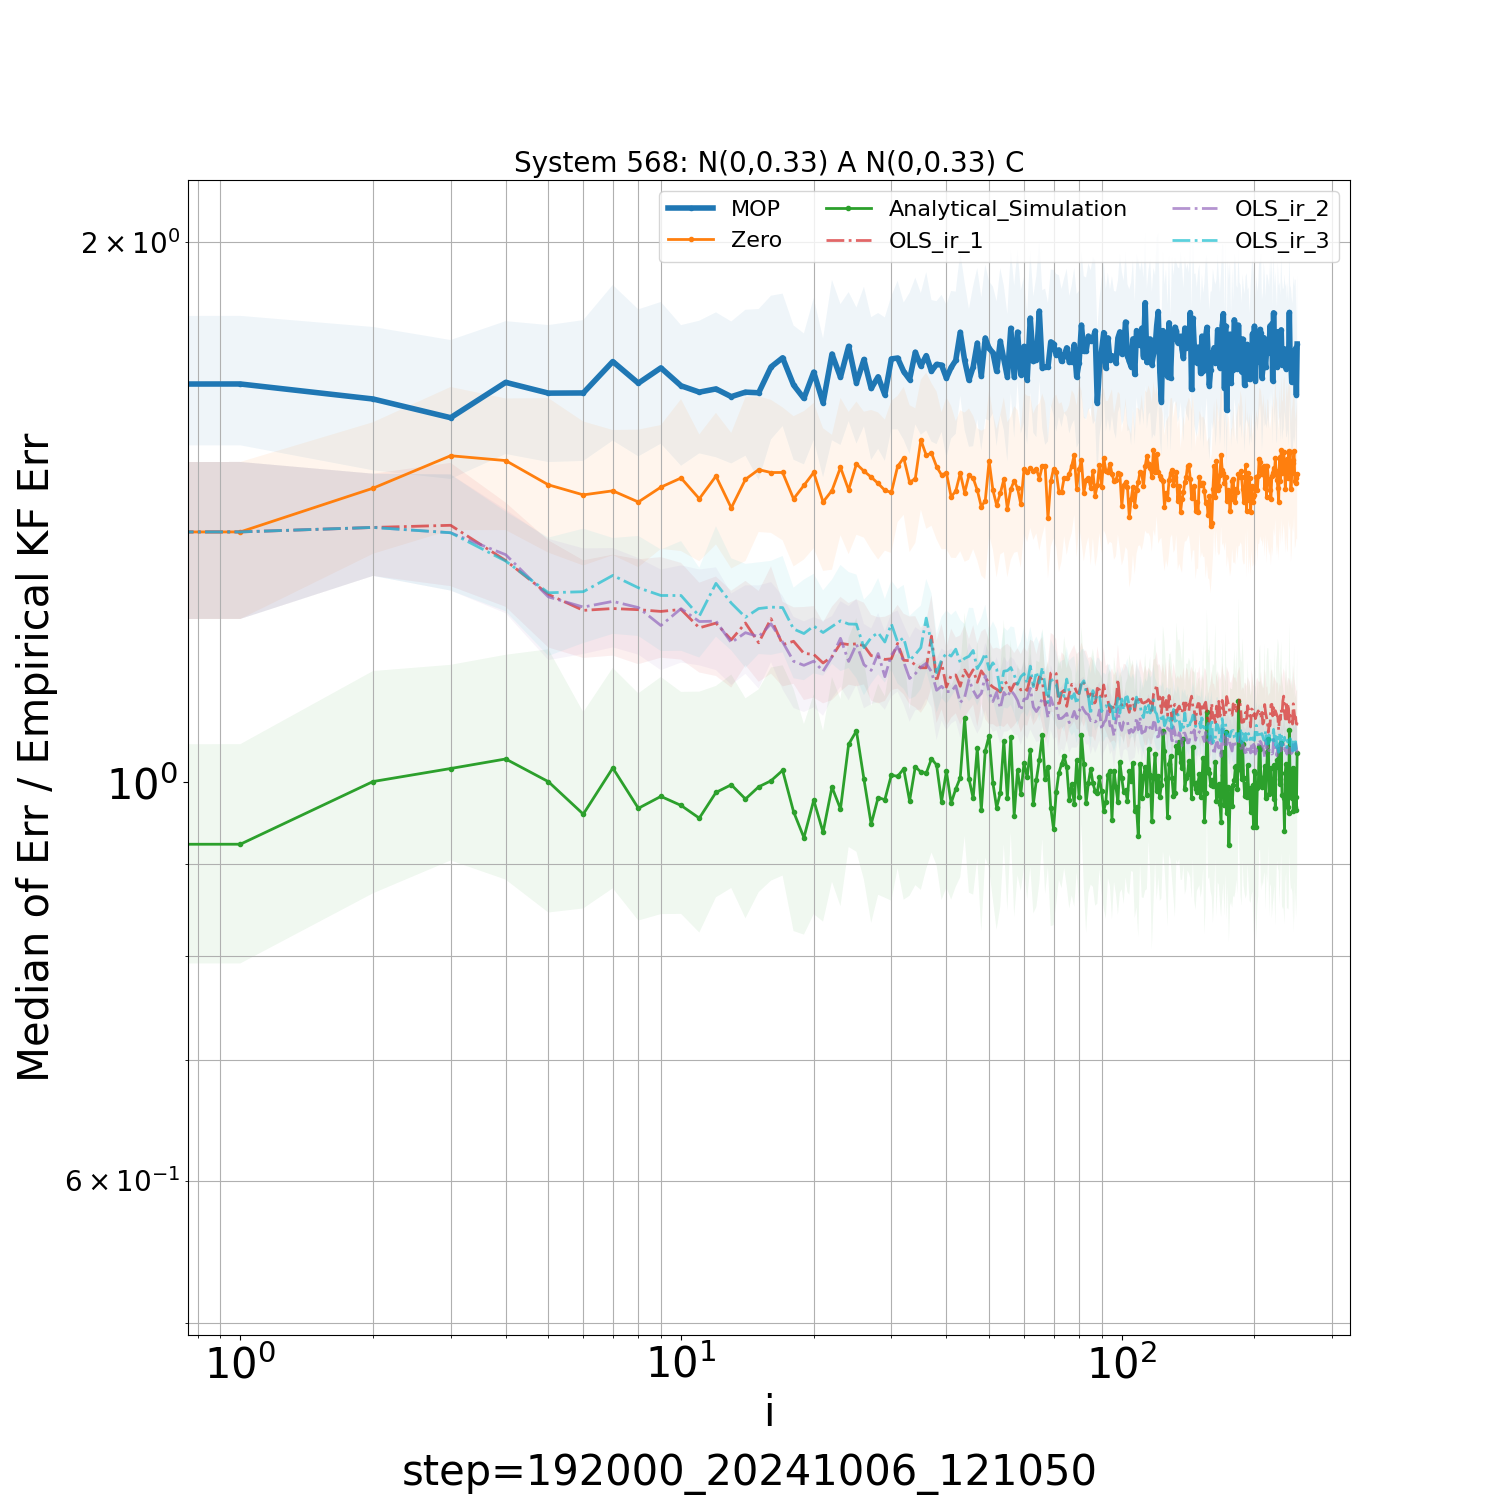 System 568: N(0,0.33) A N(0,0.33) C
MOP
Zero
Analytical_Simulation
OLS_ir_1
OLS_ir_2
OLS_ir_3
2 × 10⁰
10⁰
6 × 10⁻¹
Median of Err / Empirical KF Err
10⁰ 10¹ 10²
i
step=192000_20241006_121050